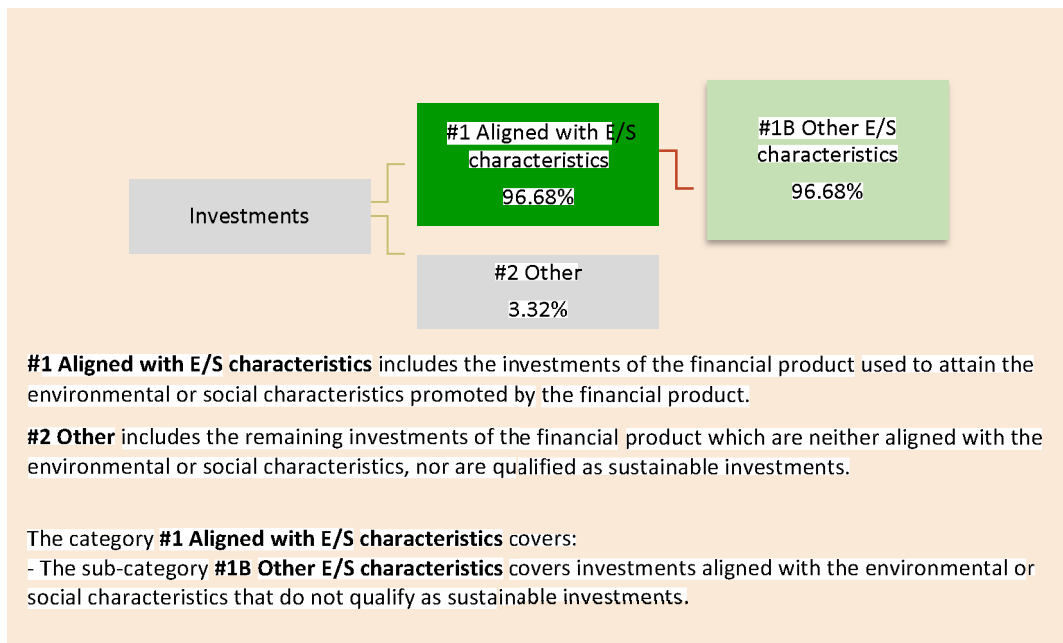 #1 Aligned with E/S
characteristics
96.68%
#1B Other E/S
characteristics
96.68%
Investments
#2 Other
3.32%
#1 Aligned with E/S characteristics includes the investments of the financial product used to attain the
environmental or social characteristics promoted by the financial product.
#2 Other includes the remaining investments of the financial product which are neither aligned with the
environmental or social characteristics, nor are qualified as sustainable investments.
The category #1 Aligned with E/S characteristics covers:
- The sub-category #1B Other E/S characteristics covers investments aligned with the environmental or
social characteristics that do not qualify as sustainable investments.